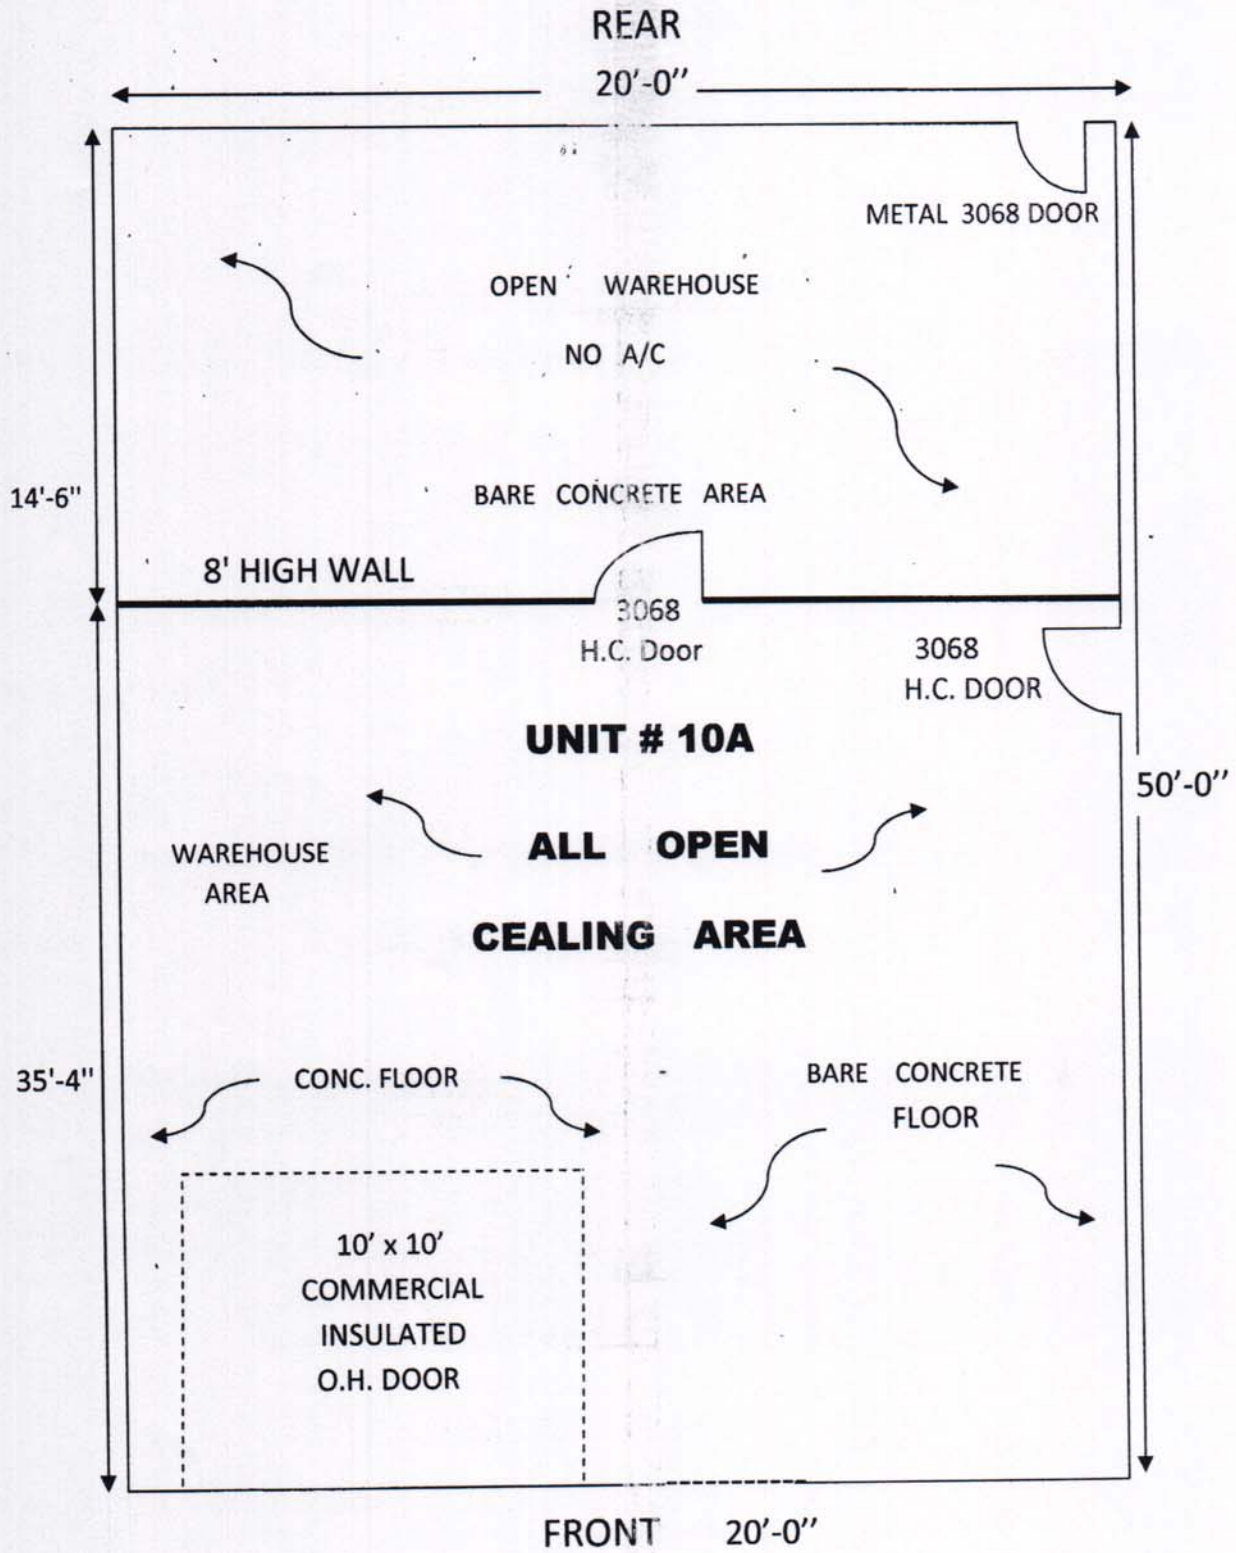 REAR
20'-0"
METAL 3068 DOOR
OPEN WAREHOUSE
NO A/C
14'-6"
BARE CONCRETE AREA
8' HIGH WALL
3068
H.C. Door
3068
H.C. DOOR
UNIT # 10A
50'-0"
ALL OPEN
WAREHOUSE
AREA
CEALING AREA
35'-4"
CONC. FLOOR
BARE CONCRETE
FLOOR
10' x 10'
COMMERCIAL
INSULATED
O.H. DOOR
FRONT 20'-0"